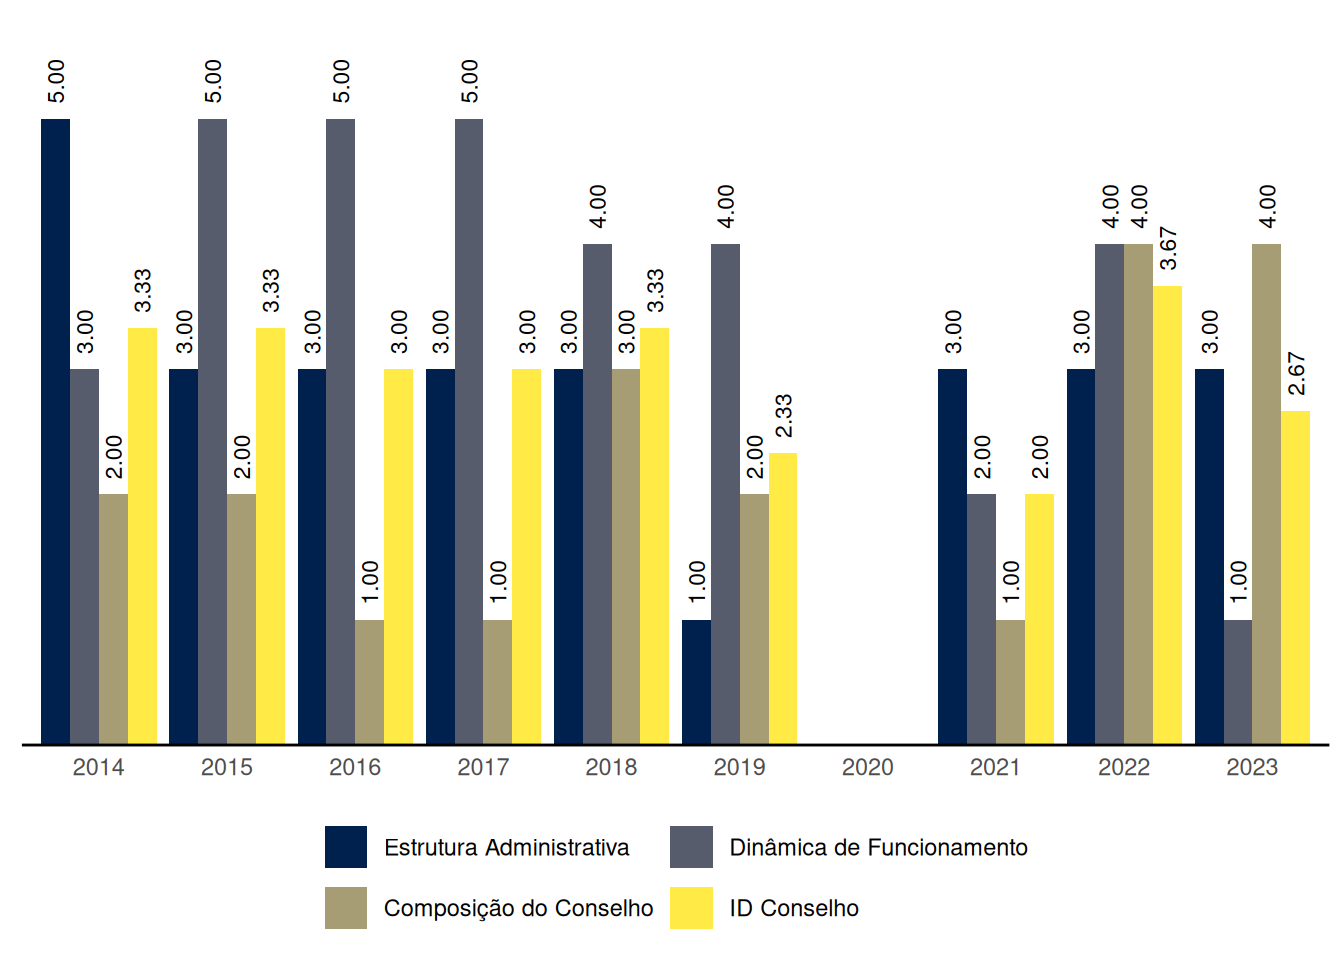 5.00 5.00 5.00 5.00
4.00 4.00 4.00 4.00 4.00
3.67
3.33 3.33 3.33
3.00 3.00 3.00 3.00 3.00 3.00 3.00 3.00 3.00 3.00 3.00
2.67
2.33
2.00 2.00 2.00 2.00 2.00
1.00 1.00 1.00 1.00 1.00
2014 2015 2016 2017 2018 2019 2020 2021 2022 2023
Estrutura Administrativa Dinâmica de Funcionamento
Composição do Conselho ID Conselho